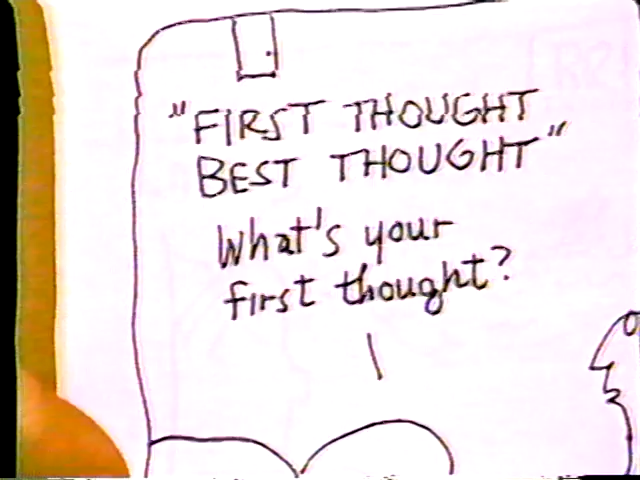 "FIRST THOUGHT
BEST THOUGHT"
What's your
first thought?